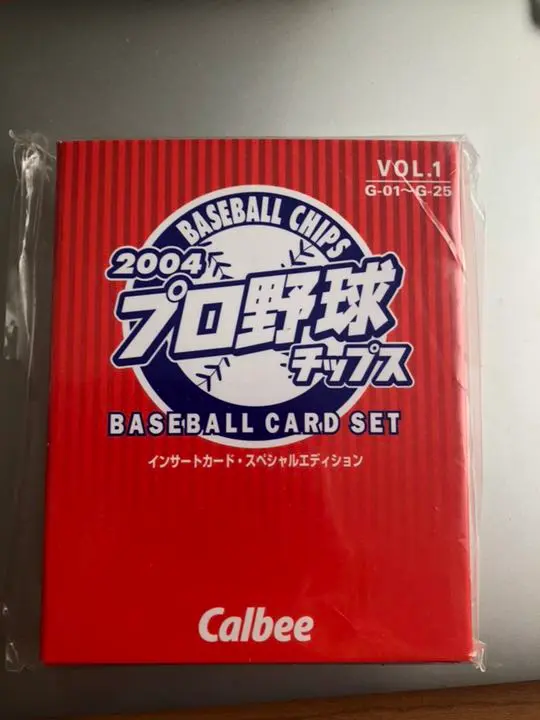 VOL.1
G-01〜G-25
BASEBALL CHIPS
2004
プロ野球
チップス
BASEBALL CARD SET
インサートカード・スペシャルエディション
Calbee